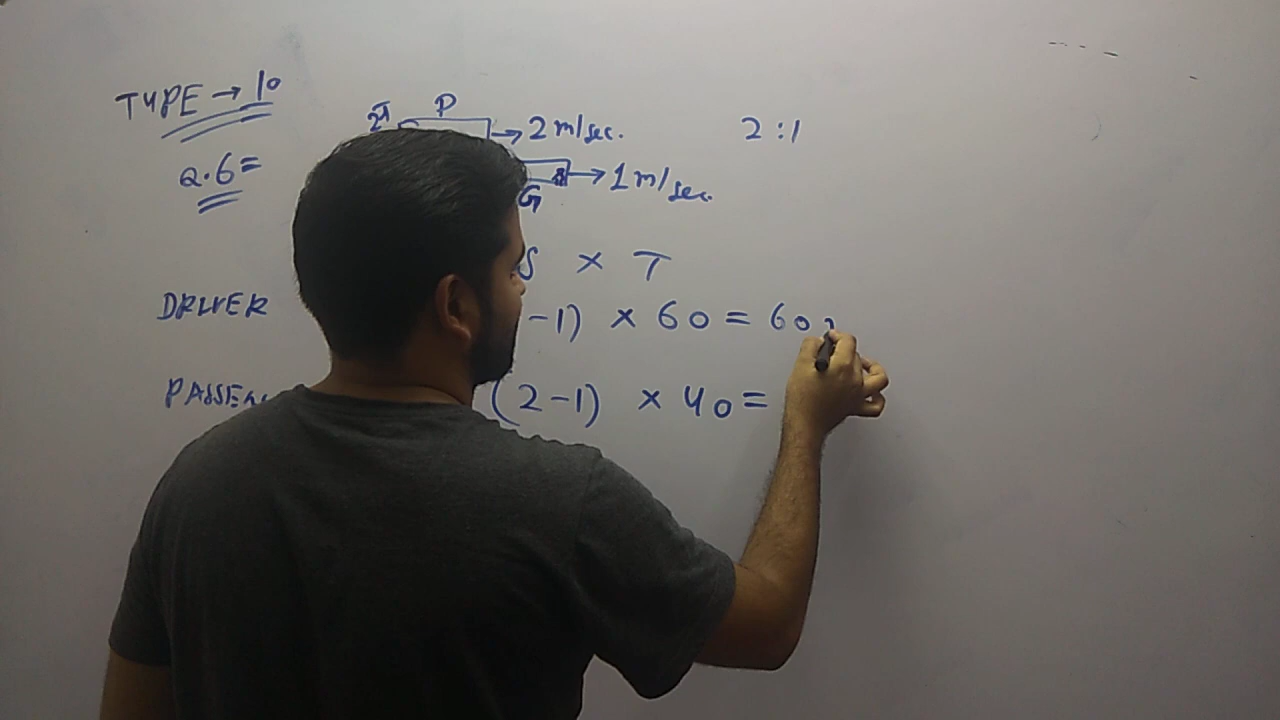 TYPE → 10
P
→ 2 m/sec.
2 : 1
Q.6=
→ 1 m/sec.
G
S × T
DRIVER -1) × 60 = 60
PASSEN (2-1) × 40 =